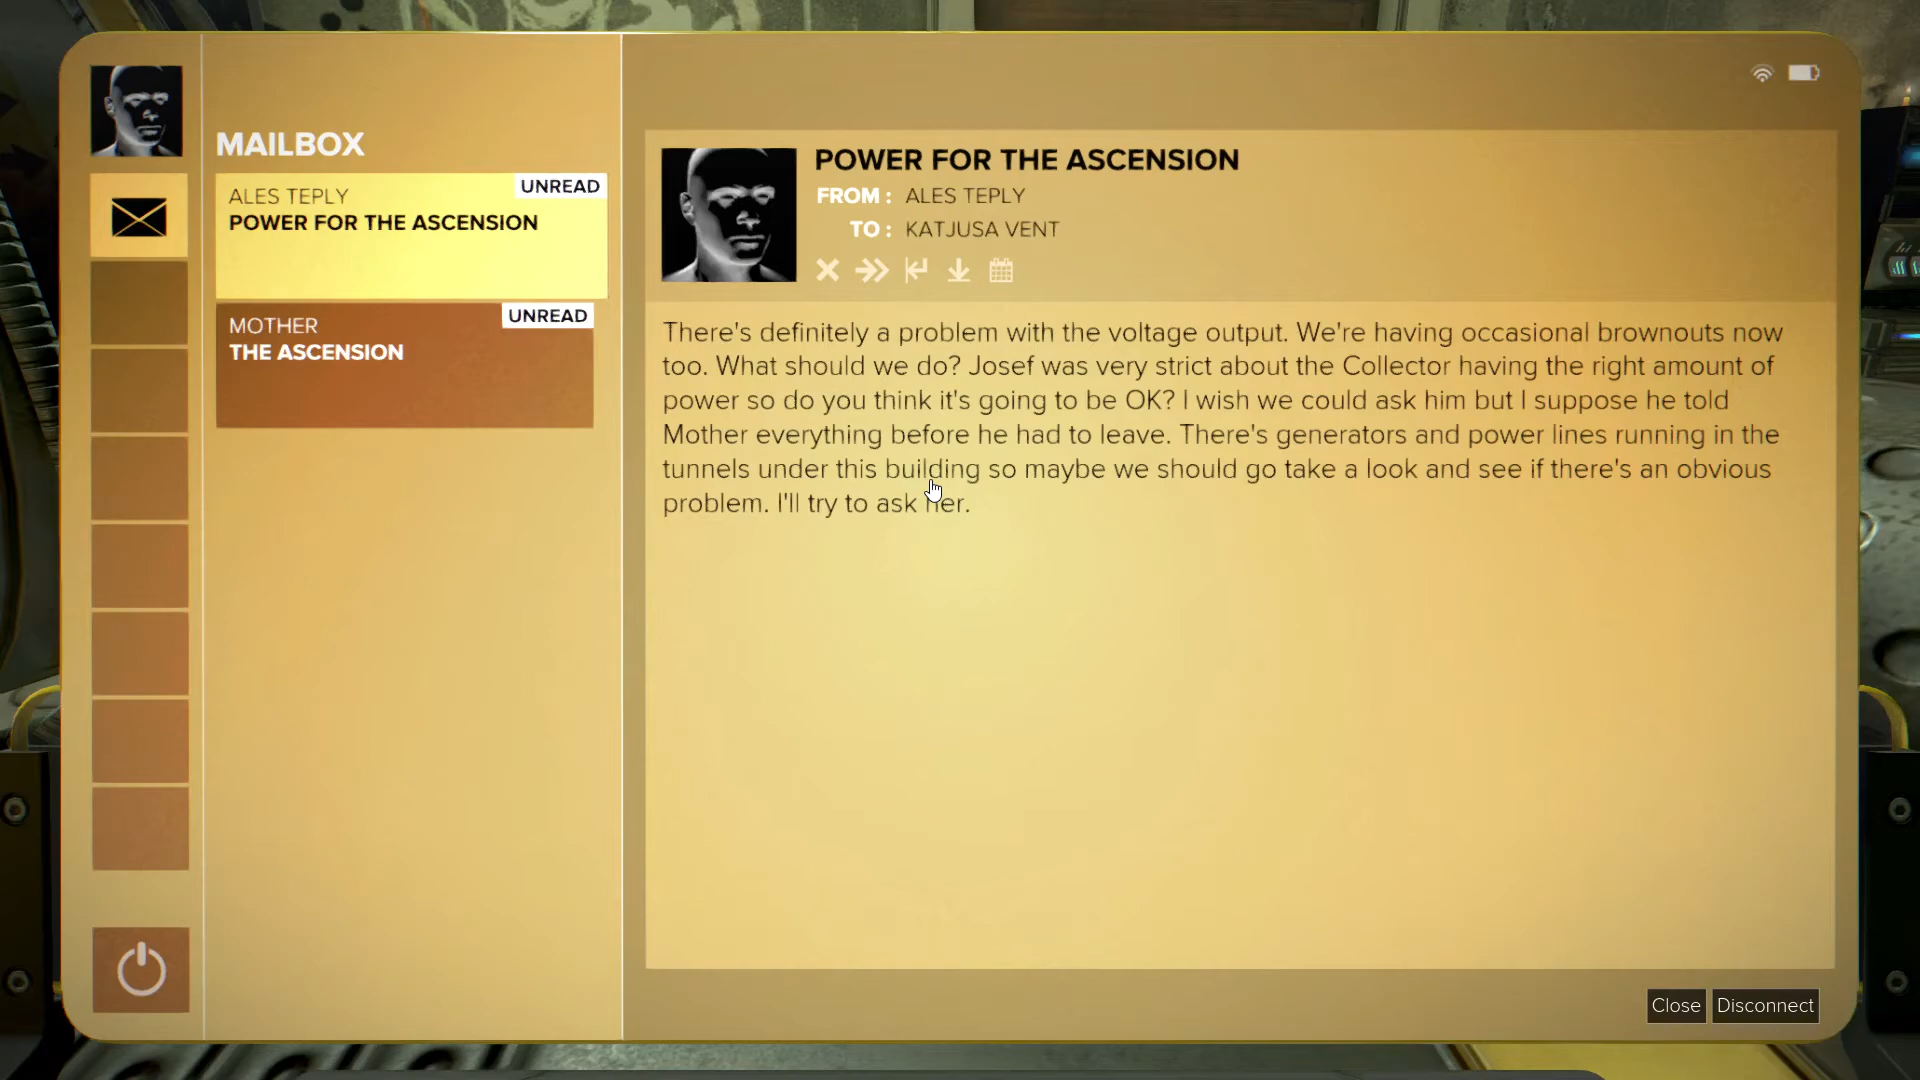 MAILBOX
ALES TEPLY
UNREAD
POWER FOR THE ASCENSION
MOTHER
UNREAD
THE ASCENSION
POWER FOR THE ASCENSION
FROM : ALES TEPLY
TO : KATJUSA VENT
There's definitely a problem with the voltage output. We're having occasional brownouts now
too. What should we do? Josef was very strict about the Collector having the right amount of
power so do you think it's going to be OK? I wish we could ask him but I suppose he told
Mother everything before he had to leave. There's generators and power lines running in the
tunnels under this building so maybe we should go take a look and see if there's an obvious
problem. I'll try to ask her.
Close Disconnect